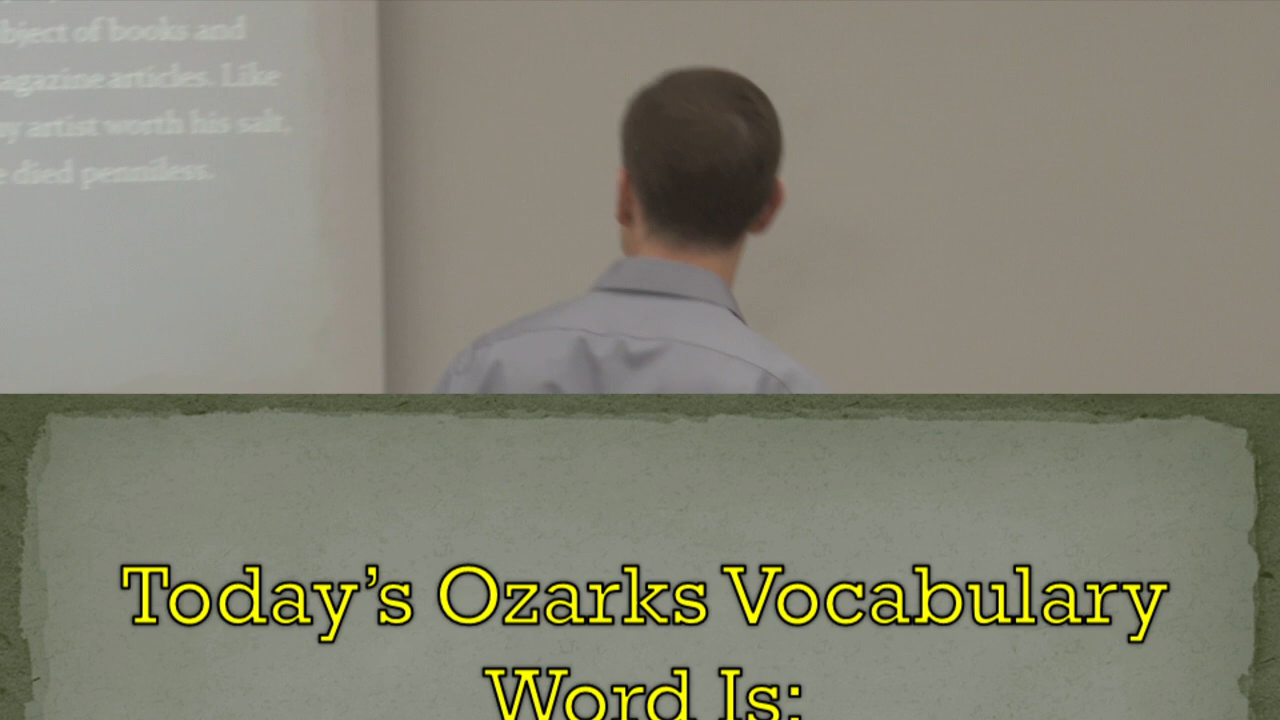 bject of books and
agazine articles. Like
y artist worth his salt,
e died penniless.
Today's Ozarks Vocabulary
Word Is: